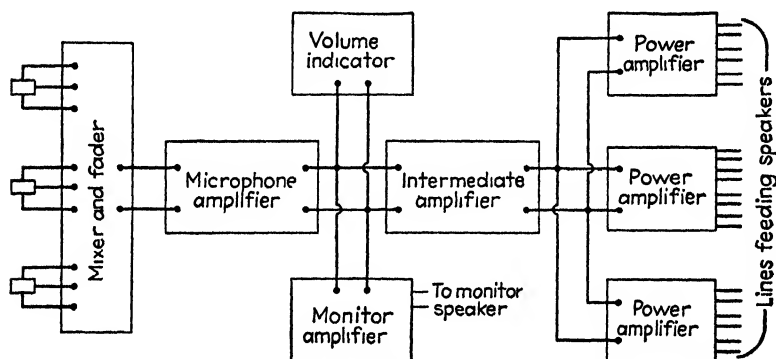 Mixer and fader
Microphone
amplifier
Volume
indicator
Monitor
amplifier
To monitor
speaker
Intermediate
amplifier
Power
amplifier
Power
amplifier
Power
amplifier
Lines feeding speakers